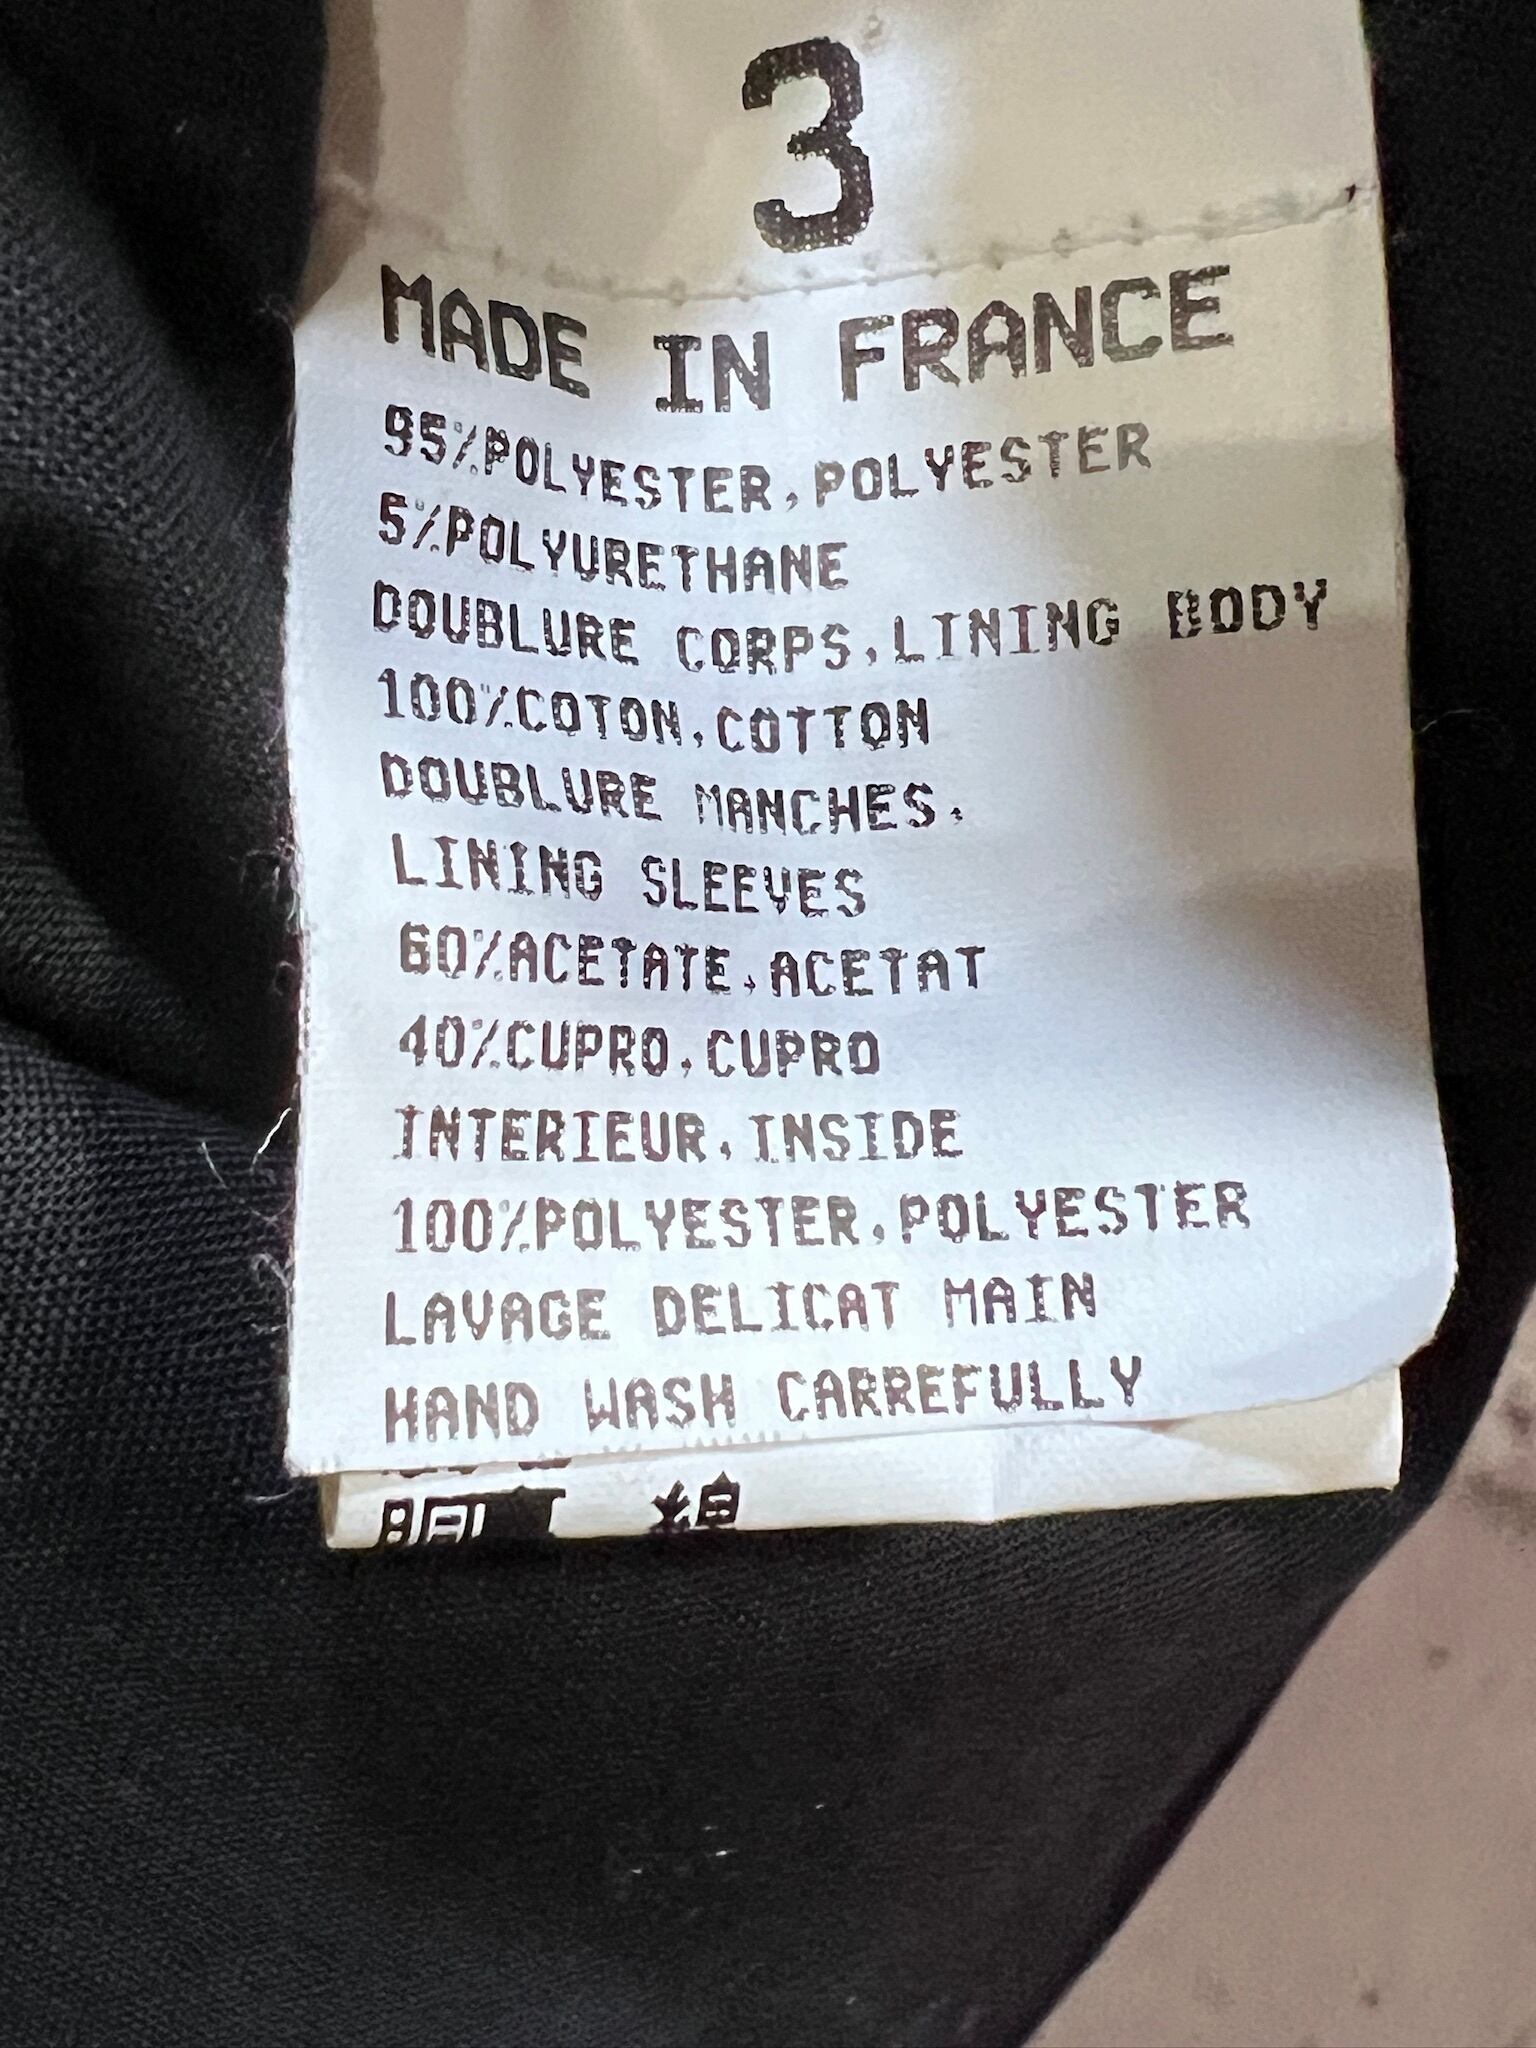 3
MADE IN FRANCE
95%POLYESTER,POLYESTER
5%POLYURETHANE
DOUBLURE CORPS,LINING BODY
100%COTON,COTTON
DOUBLURE MANCHES,
LINING SLEEVES
60%ACETATE,ACETAT
40%CUPRO,CUPRO
INTERIEUR,INSIDE
100%POLYESTER,POLYESTER
LAVAGE DELICAT MAIN
HAND WASH CARREFULLY